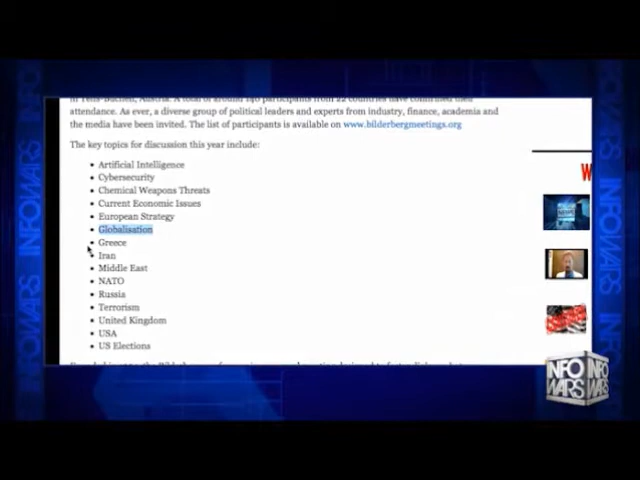 in Telfs-Buchen, Austria. A total of around 140 participants from 22 countries have confirmed their
attendance. As ever, a diverse group of political leaders and experts from industry, finance, academia and
the media have been invited. The list of participants is available on www.bilderbergmeetings.org
The key topics for discussion this year include:
• Artificial Intelligence
• Cybersecurity
• Chemical Weapons Threats
• Current Economic Issues
• European Strategy
• Globalisation
• Greece
• Iran
• Middle East
• NATO
• Russia
• Terrorism
• United Kingdom
• USA
• US Elections
W
INFOWARS
INFOWARS
INFO
WARS
INFO
WARS